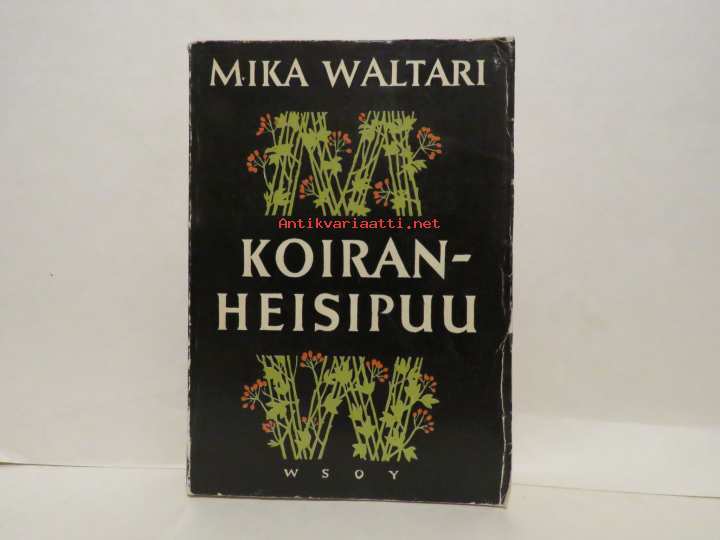 MIKA WALTARI
Antikvariaatti.net
KOIRAN-
HEISIPUU
WSOY